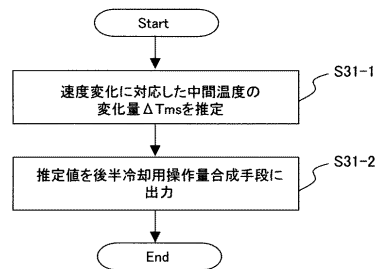 Start
S31-1
速度変化に対応した中間温度の
変化量ΔTmsを推定
S31-2
推定値を後半冷却用操作量合成手段に
出力
End